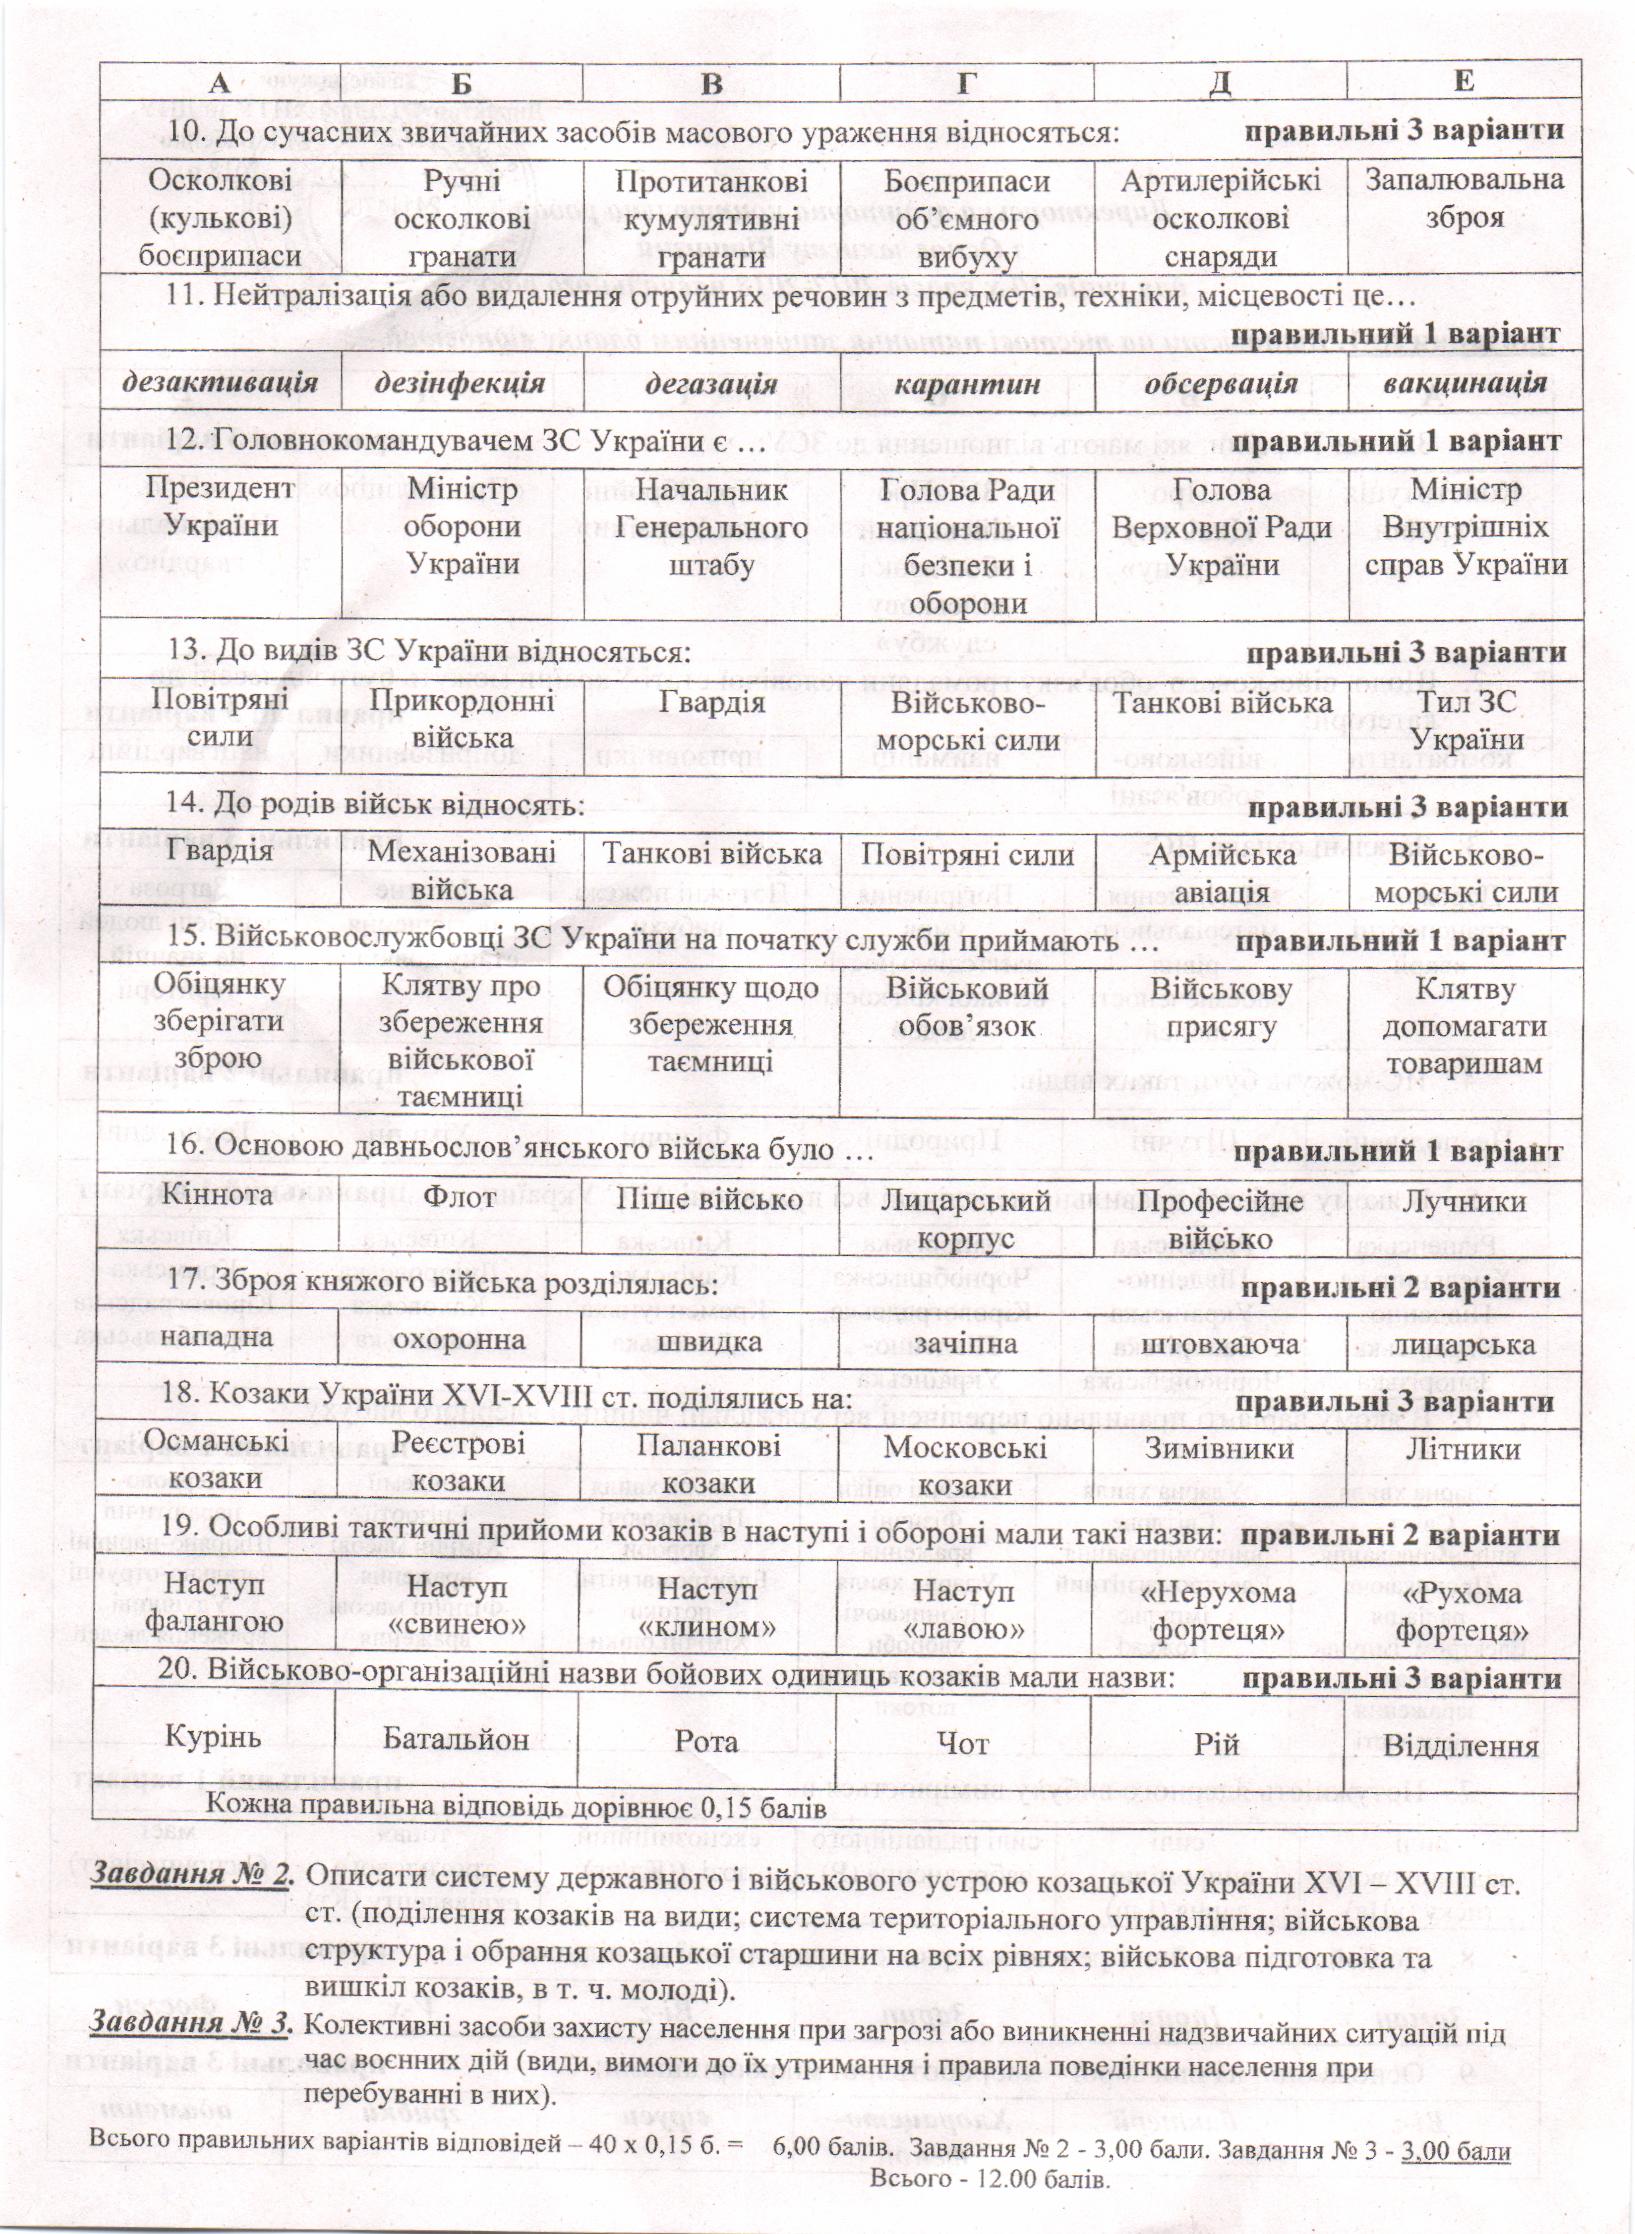 А Б В Г Д Е
10. До сучасних звичайних засобів масового ураження відносяться: правильні 3 варіанти
Осколкові Ручні Протитанкові Боєприпаси Артилерійські Запалювальна
(кулькові) осколкові кумулятивні об’ємного осколкові зброя
боєприпаси гранати гранати вибуху снаряди
11. Нейтралізація або видалення отруйних речовин з предметів, техніки, місцевості це…
правильний 1 варіант
дезактивація дезінфекція дегазація карантин обсервація вакцинація
12. Головнокомандувачем ЗС України є … правильний 1 варіант
Президент Міністр Начальник Голова Ради Голова Міністр
України оборони Генерального національної Верховної Ради Внутрішніх
України штабу безпеки і України справ України
оборони
13. До видів ЗС України відносяться: правильні 3 варіанти
Повітряні Прикордонні Гвардія Військово- Танкові війська Тил ЗС
сили війська морські сили України
14. До родів військ відносять: правильні 3 варіанти
Гвардія Механізовані Танкові війська Повітряні сили Армійська Військово-
війська авіація морські сили
15. Військовослужбовці ЗС України на початку служби приймають … правильний 1 варіант
Обіцянку Клятву про Обіцянку щодо Військовий Військову Клятву
зберігати збереження збереження обов’язок присягу допомагати
зброю військової таємниці товаришам
таємниці
16. Основою давньослов’янського війська було … правильний 1 варіант
Кіннота Флот Піше військо Лицарський Професійне Лучники
корпус військо
17. Зброя княжого війська розділялась: правильні 2 варіанти
нападна охоронна швидка зачіпна штовхаюча лицарська
18. Козаки України XVI-XVIII ст. поділялись на: правильні 3 варіанти
Османські Реєстрові Паланкові Московські Зимівники Літники
козаки козаки козаки козаки
19. Особливі тактичні прийоми козаків в наступі і обороні мали такі назви: правильні 2 варіанти
Наступ Наступ Наступ Наступ «Нерухома «Рухома
фалангою «свинею» «клином» «лавою» фортеця» фортеця»
20. Військово-організаційні назви бойових одиниць козаків мали назви: правильні 3 варіанти
Курінь Батальйон Рота Чот Рій Відділення
Кожна правильна відповідь дорівнює 0,15 балів
Завдання № 2. Описати систему державного і військового устрою козацької України XVI – XVIII ст.
ст. (поділення козаків на види; система територіального управління; військова
структура і обрання козацької старшини на всіх рівнях; військова підготовка та
вишкіл козаків, в т. ч. молоді).
Завдання № 3. Колективні засоби захисту населення при загрозі або виникненні надзвичайних ситуацій під
час воєнних дій (види, вимоги до їх утримання і правила поведінки населення при
перебуванні в них).
Всього правильних варіантів відповідей – 40 х 0,15 б. = 6,00 балів. Завдання № 2 - 3,00 бали. Завдання № 3 - 3,00 бали
Всього - 12.00 балів.